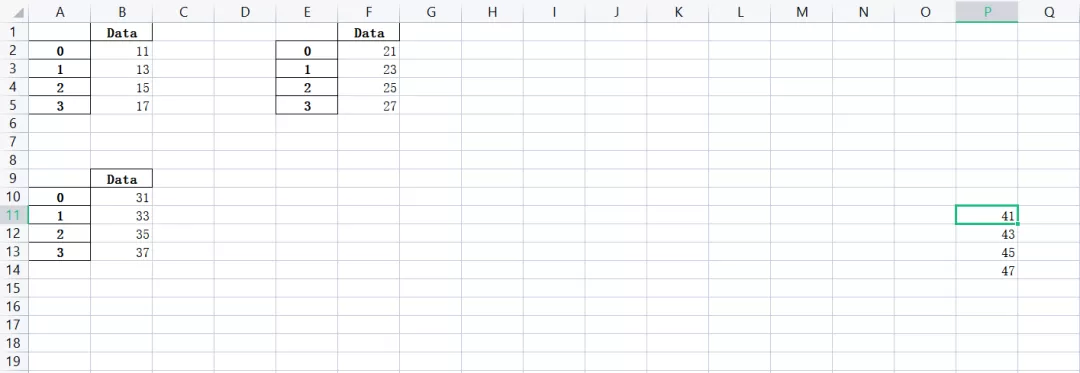 A B C D E F G H I J K L M N O P Q
1 Data Data
2 0 11 0 21
3 1 13 1 23
4 2 15 2 25
5 3 17 3 27
6
7
8
9 Data
10 0 31
11 1 33 41
12 2 35 43
13 3 37 45
14 47
15
16
17
18
19